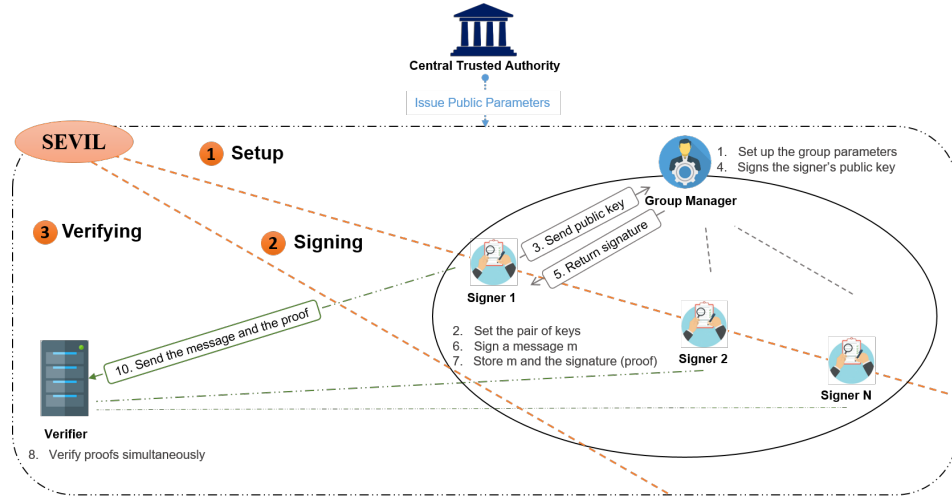 Central Trusted Authority
Issue Public Parameters
SEVIL
1 Setup
1. Set up the group parameters
4. Signs the signer's public key
Group Manager
3 Verifying
2 Signing
3. Send public key
5. Return signature
Signer 1
2. Set the pair of keys
6. Sign a message m
7. Store m and the signature (proof)
Signer 2
Signer N
10. Send the message and the proof
Verifier
8. Verify proofs simultaneously